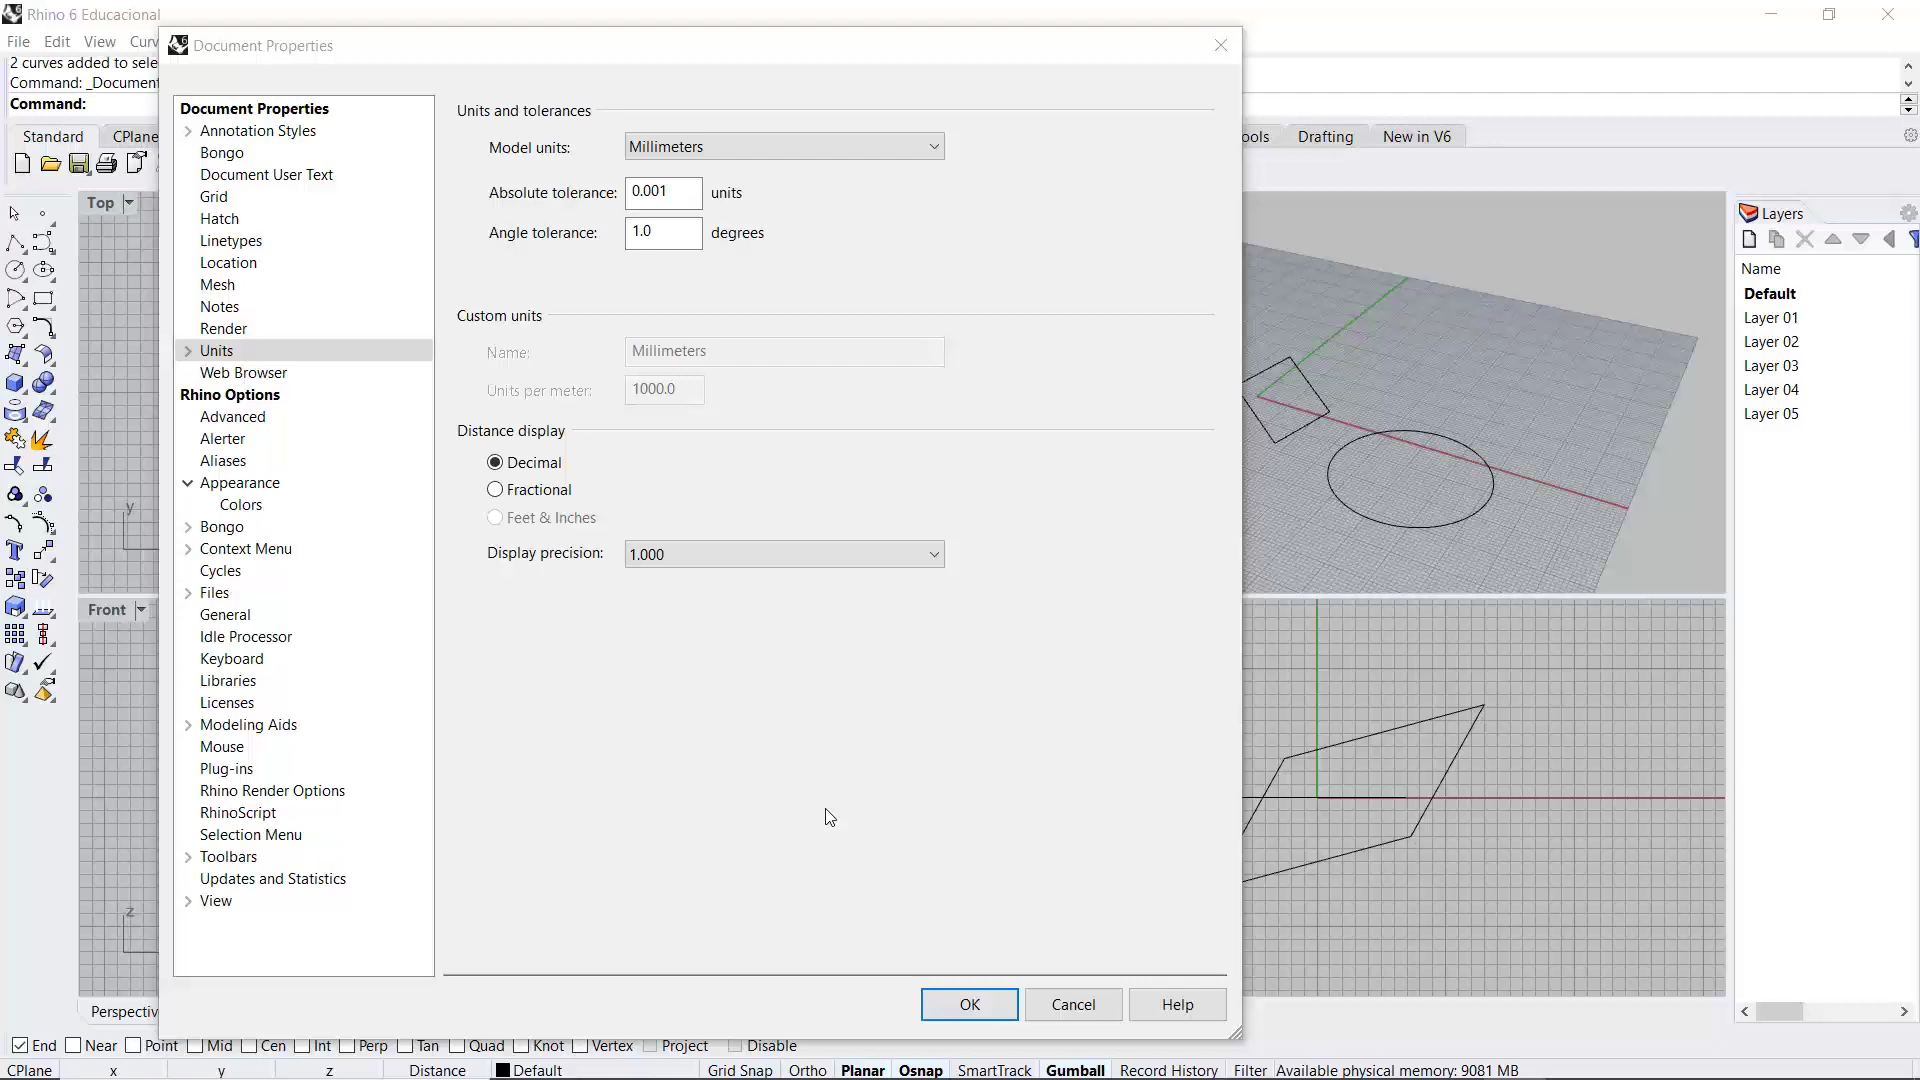 Rhino 6 Educacional
File Edit View Curv
2 curves added to sele
Command: _Document
Command:
Standard CPlane
ools Drafting New in V6
Top
Front
Perspectiv
y
z
Document Properties
Document Properties
Annotation Styles
Bongo
Document User Text
Grid
Hatch
Linetypes
Location
Mesh
Notes
Render
Units
Web Browser
Rhino Options
Advanced
Alerter
Aliases
Appearance
Colors
Bongo
Context Menu
Cycles
Files
General
Idle Processor
Keyboard
Libraries
Licenses
Modeling Aids
Mouse
Plug-ins
Rhino Render Options
RhinoScript
Selection Menu
Toolbars
Updates and Statistics
View
Units and tolerances
Model units: Millimeters
Absolute tolerance: 0.001 units
Angle tolerance: 1.0 degrees
Custom units
Name: Millimeters
Units per meter: 1000.0
Distance display
Decimal
Fractional
Feet & Inches
Display precision: 1.000
OK Cancel Help
Layers
Name
Default
Layer 01
Layer 02
Layer 03
Layer 04
Layer 05
End Near Point Mid Cen Int Perp Tan Quad Knot Vertex Project Disable
CPlane x y z Distance Default Grid Snap Ortho Planar Osnap SmartTrack Gumball Record History Filter Available physical memory: 9081 MB